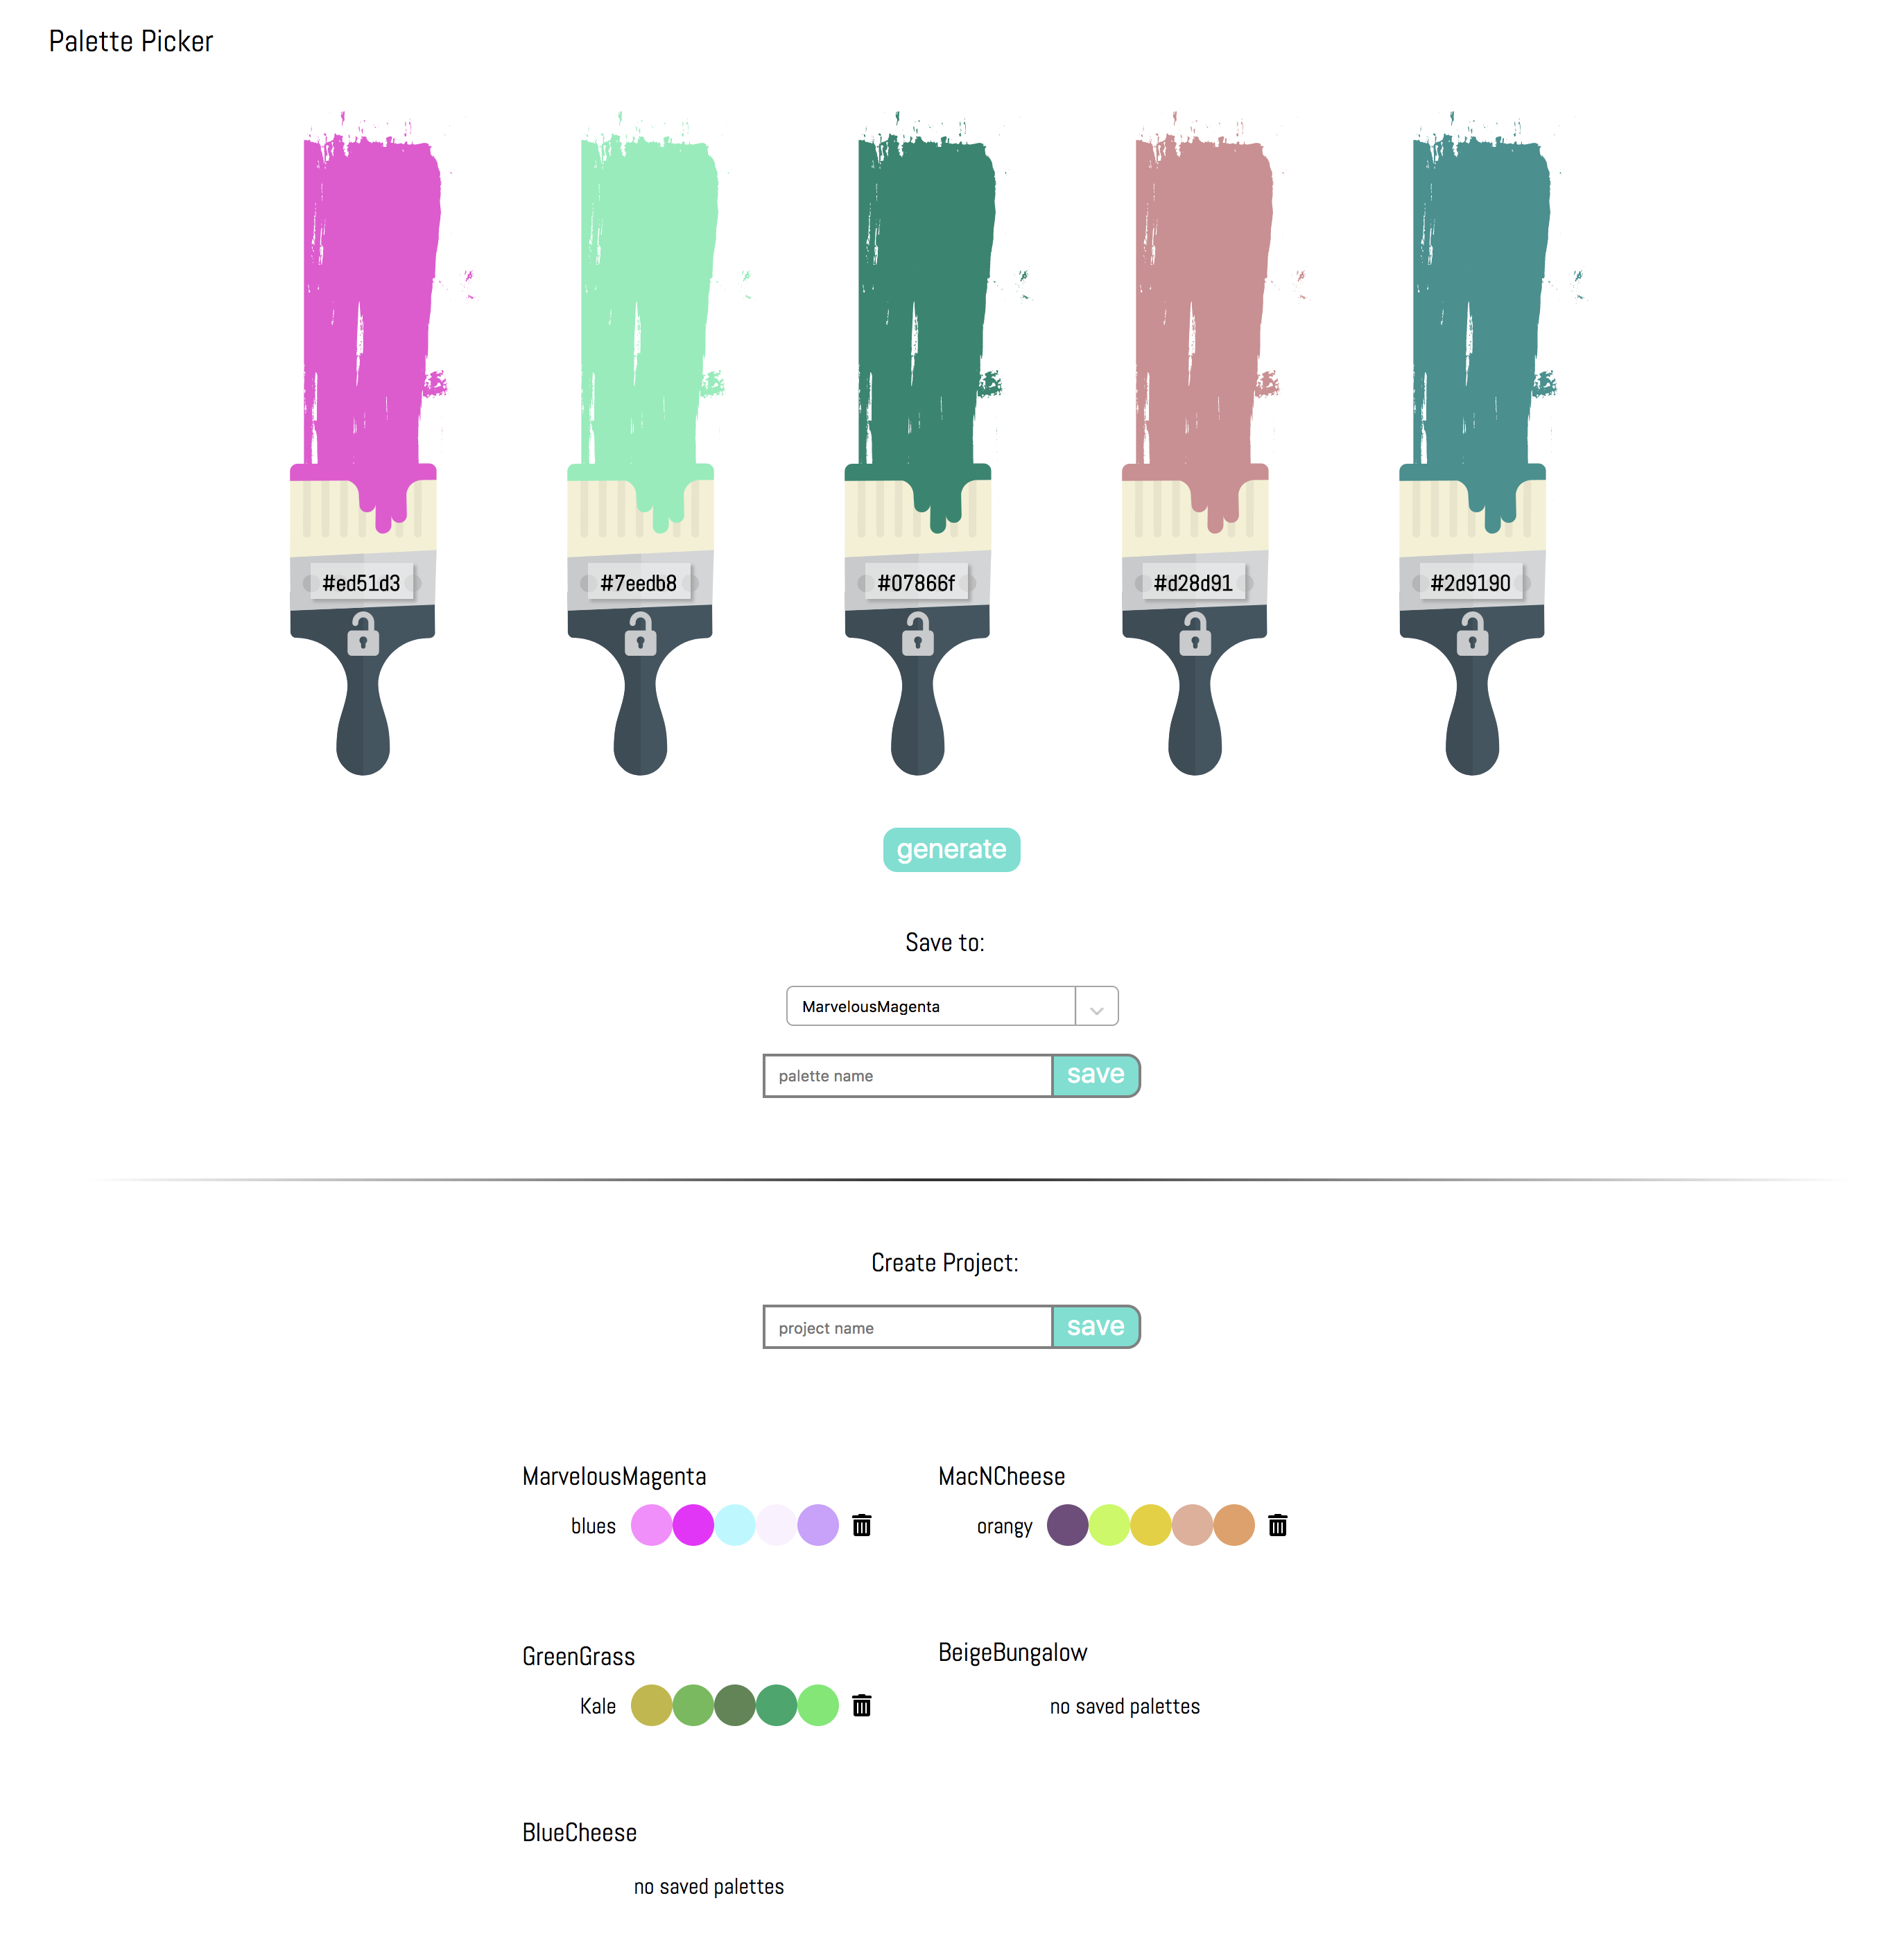 Palette Picker
#ed51d3
#7eedb8
#07866f
#d28d91
#2d9190
generate
Save to:
MarvelousMagenta
palette name
save
Create Project:
project name
save
MarvelousMagenta
blues
MacNCheese
orangy
GreenGrass
Kale
BeigeBungalow
no saved palettes
BlueCheese
no saved palettes